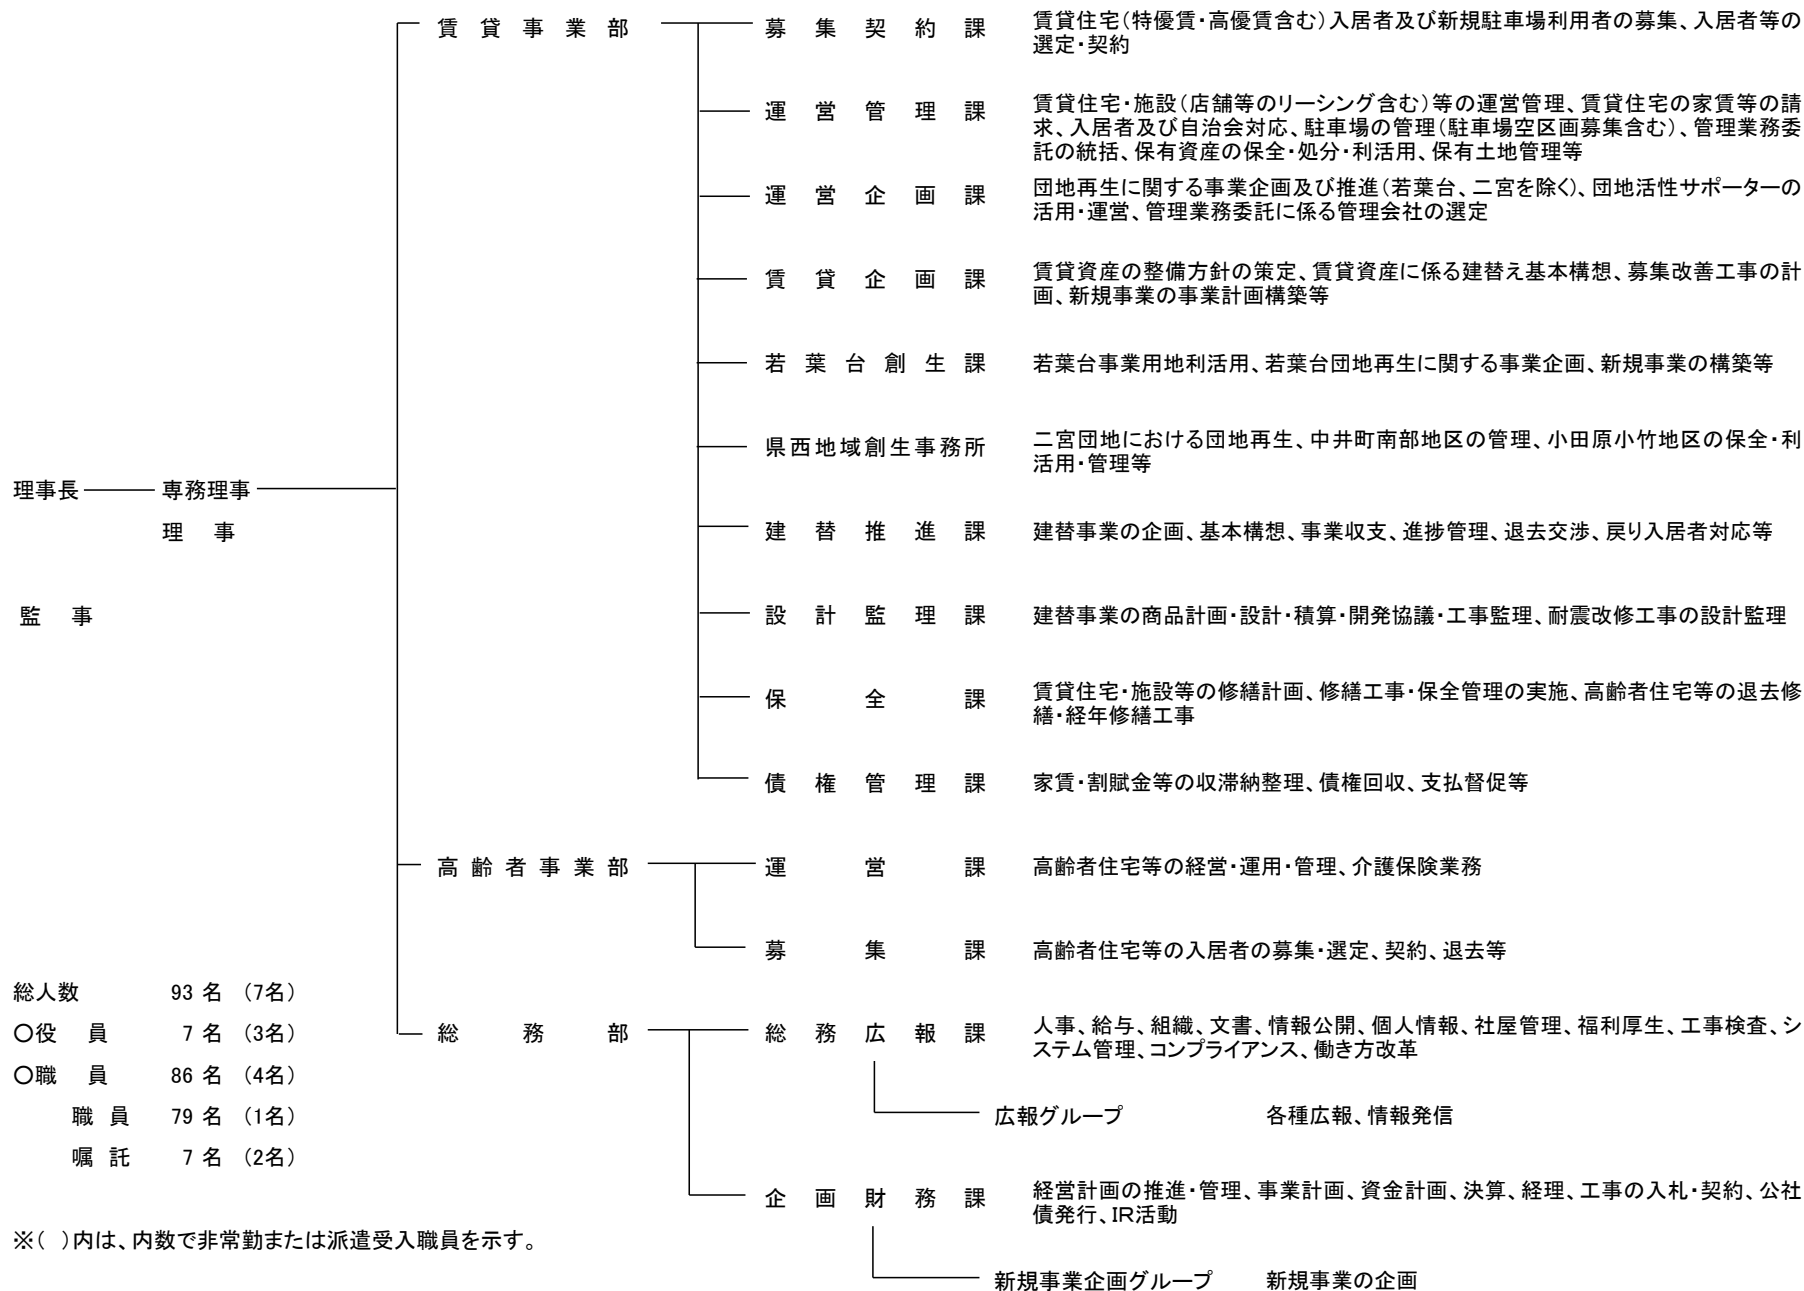 賃貸事業部
募集契約課
賃貸住宅(特優賃・高優賃含む)入居者及び新規駐車場利用者の募集、入居者等の
選定・契約
運営管理課
賃貸住宅・施設(店舗等のリーシング含む)等の運営管理、賃貸住宅の家賃等の請
求、入居者及び自治会対応、駐車場の管理(駐車場空区画募集含む)、管理業務委
託の統括、保有資産の保全・処分・利活用、保有土地管理等
運営企画課
団地再生に関する事業企画及び推進(若葉台、二宮を除く)、団地活性サポーターの
活用・運営、管理業務委託に係る管理会社の選定
賃貸企画課
賃貸資産の整備方針の策定、賃貸資産に係る建替え基本構想、募集改善工事の計
画、新規事業の事業計画構築等
若葉台創生課
若葉台事業用地利活用、若葉台団地再生に関する事業企画、新規事業の構築等
県西地域創生事務所
二宮団地における団地再生、中井町南部地区の管理、小田原小竹地区の保全・利
活用・管理等
理事長
専務理事
理事
建替推進課
建替事業の企画、基本構想、事業収支、進捗管理、退去交渉、戻り入居者対応等
監事
設計監理課
建替事業の商品計画・設計・積算・開発協議・工事監理、耐震改修工事の設計監理
保全課
賃貸住宅・施設等の修繕計画、修繕工事・保全管理の実施、高齢者住宅等の退去修
繕・経年修繕工事
債権管理課
家賃・割賦金等の収滞納整理、債権回収、支払督促等
高齢者事業部
運営課
高齢者住宅等の経営・運用・管理、介護保険業務
募集課
高齢者住宅等の入居者の募集・選定、契約、退去等
総務部
総務広報課
人事、給与、組織、文書、情報公開、個人情報、社屋管理、福利厚生、工事検査、シ
ステム管理、コンプライアンス、働き方改革
広報グループ
各種広報、情報発信
企画財務課
経営計画の推進・管理、事業計画、資金計画、決算、経理、工事の入札・契約、公社
債発行、IR活動
新規事業企画グループ
新規事業の企画
総人数 93 名 (7名)
○役員 7 名 (3名)
○職員 86 名 (4名)
職員 79 名 (1名)
嘱託 7 名 (2名)
※( )内は、内数で非常勤または派遣受入職員を示す。